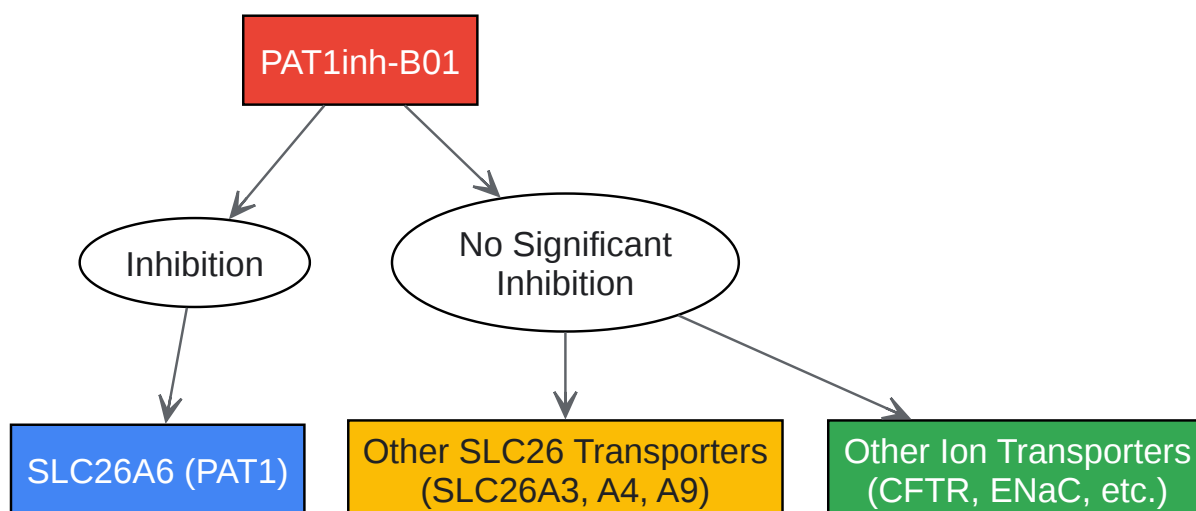 PAT1inh-B01
Inhibition
No Significant
Inhibition
SLC26A6 (PAT1)
Other SLC26 Transporters
(SLC26A3, A4, A9)
Other Ion Transporters
(CFTR, ENaC, etc.)